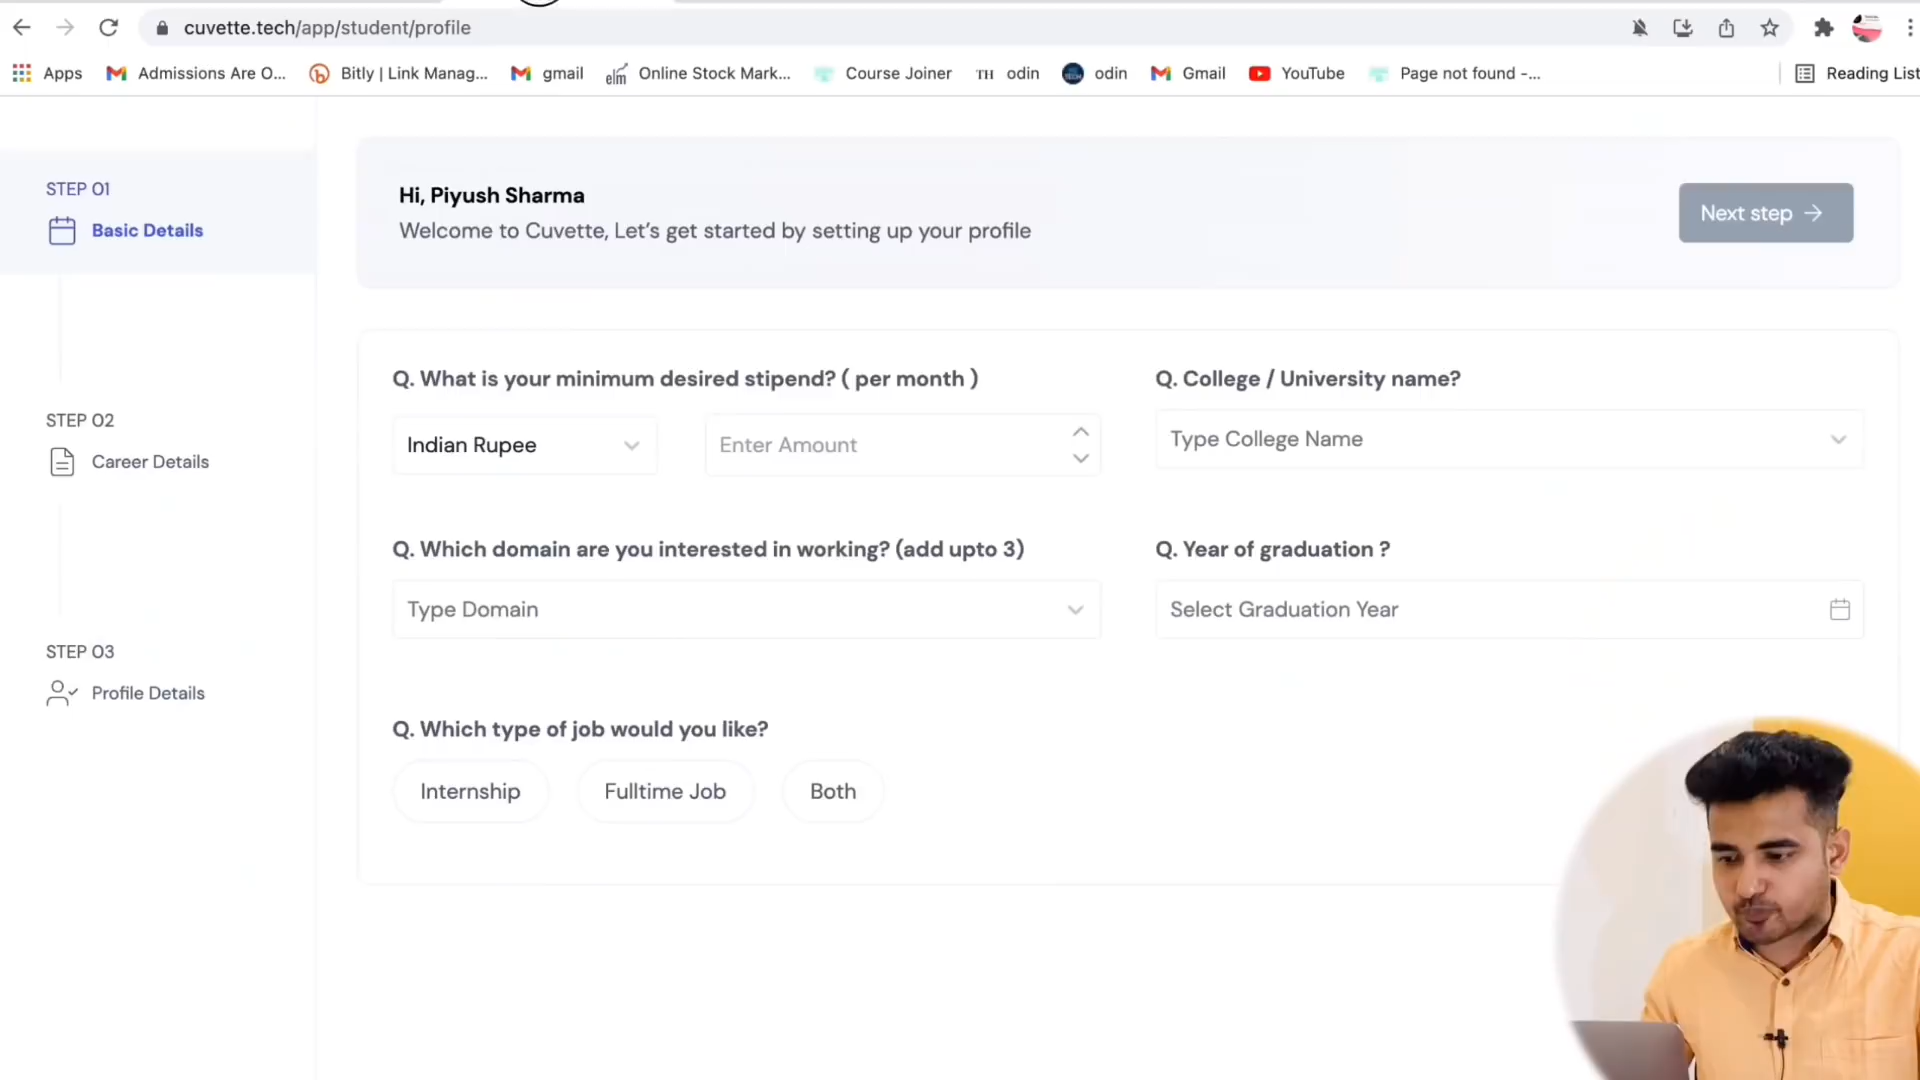 cuvette.tech/app/student/profile
Apps
Admissions Are O...
Bitly | Link Manag...
gmail
elm
Online Stock Mark...
Course Joiner
TH
odin
odin
Gmail
YouTube
Page not found -...
Reading List
STEP 01
Basic Details
STEP 02
Career Details
STEP 03
Profile Details
Hi, Piyush Sharma
Welcome to Cuvette, Let's get started by setting up your profile
Next step
Q. What is your minimum desired stipend? ( per month )
Indian Rupee
Enter Amount
Q. College / University name?
Type College Name
Q. Which domain are you interested in working? (add upto 3)
Type Domain
Q. Year of graduation ?
Select Graduation Year
Q. Which type of job would you like?
Internship
Fulltime Job
Both